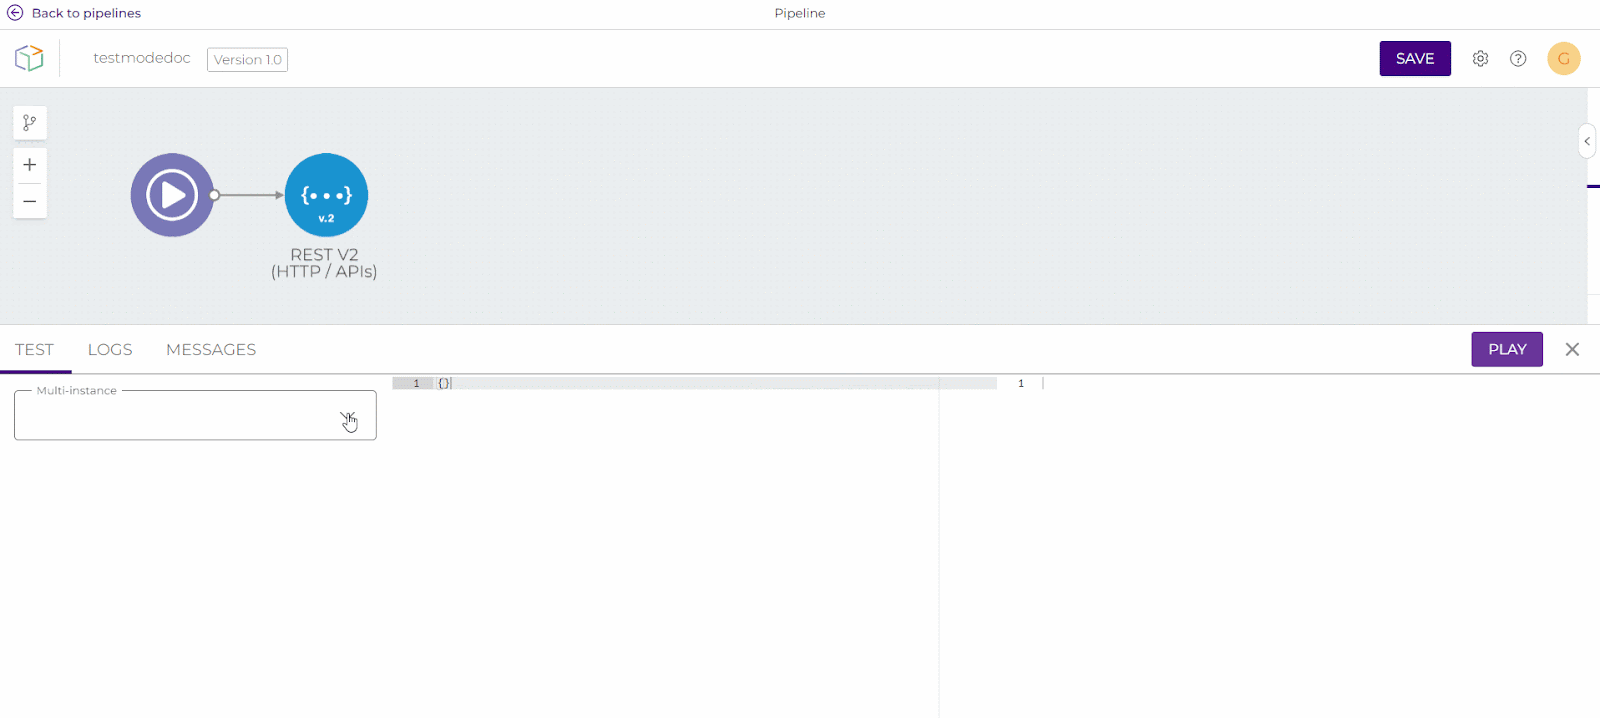 Back to pipelines
Pipeline
testmodedoc
Version 1.0
SAVE
?
G
{•••}
v.2
REST V2
(HTTP / APIs)
TEST
LOGS
MESSAGES
PLAY
Multi-instance
1 {}
1